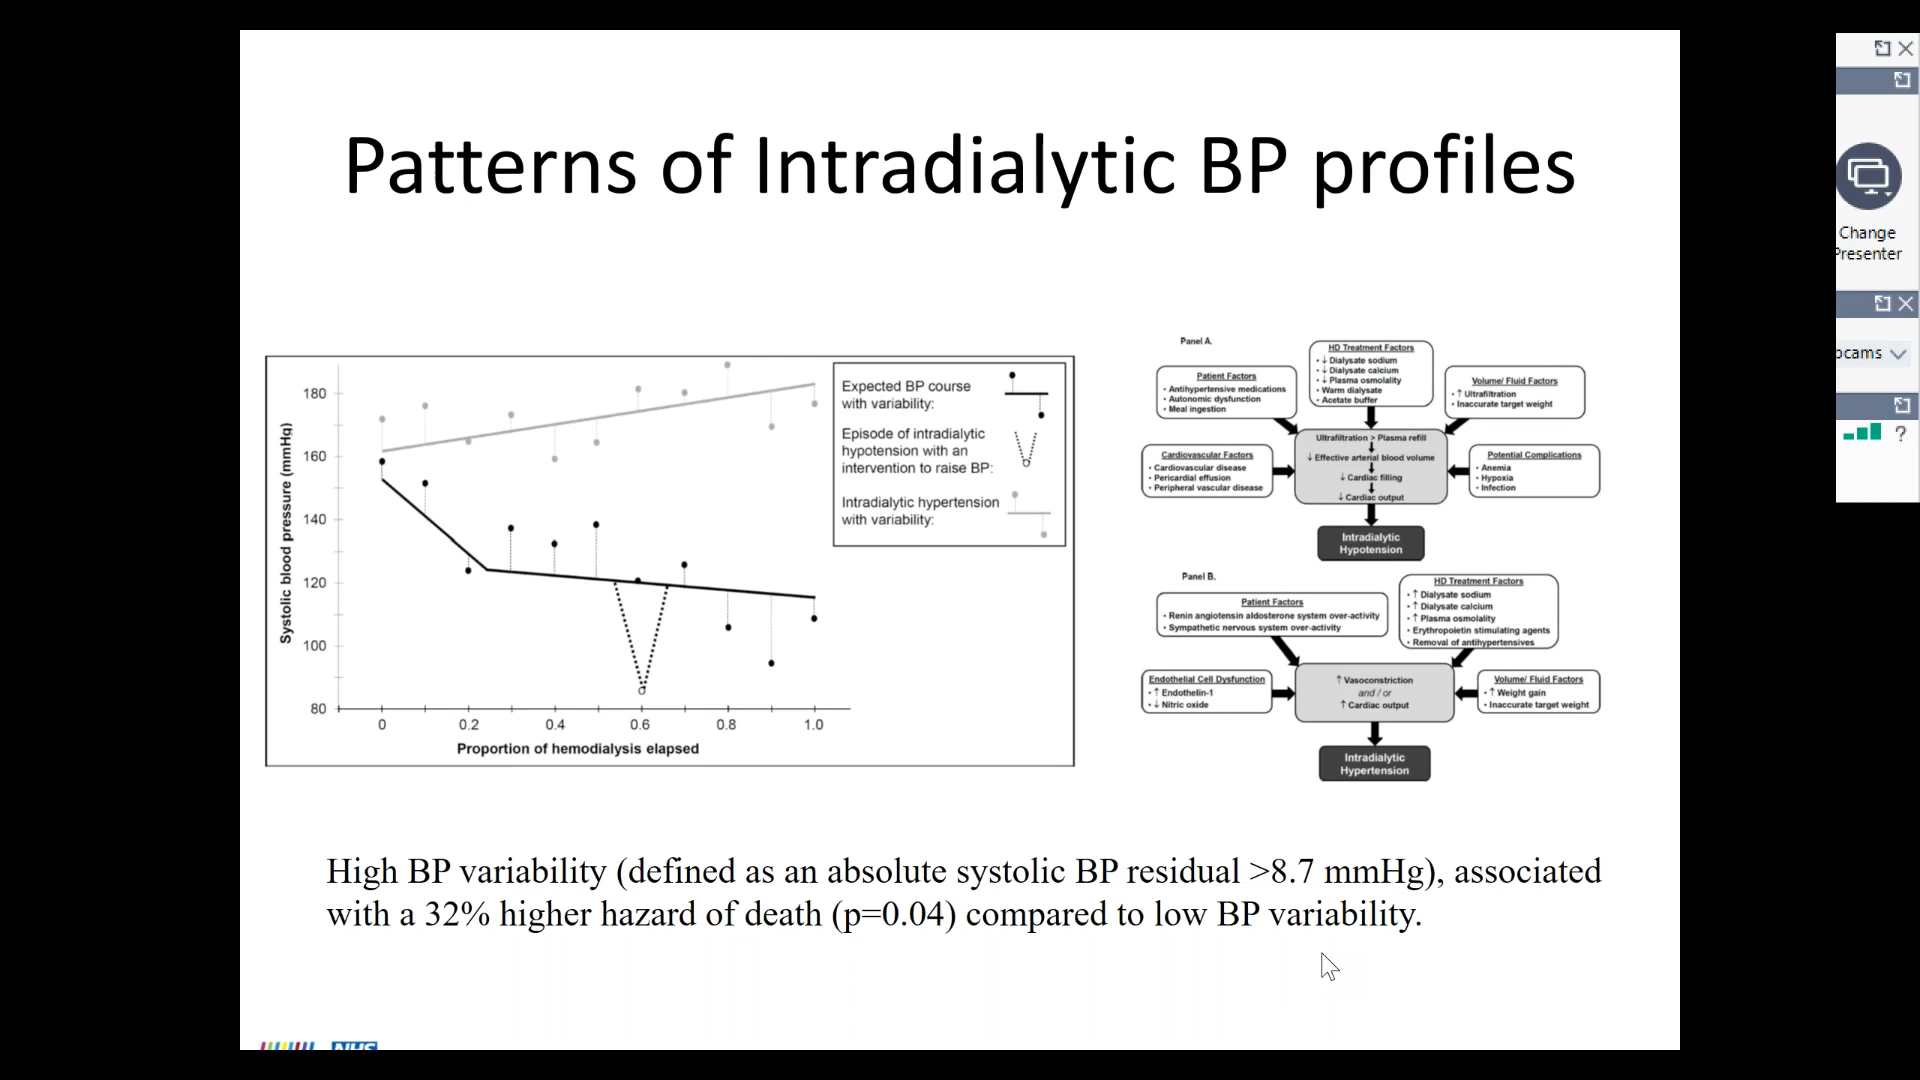 Patterns of Intradialytic BP profiles
Systolic blood pressure (mmHg)
180
160
140
120
100
80
0
0.2
0.4
0.6
0.8
1.0
Proportion of hemodialysis elapsed
Expected BP course
with variability:
Episode of intradialytic
hypotension with an
intervention to raise BP:
Intradialytic hypertension
with variability:
Panel A.
HD Treatment Factors
• ↓ Dialysate sodium
• ↓ Dialysate calcium
• ↓ Plasma osmolality
• Warm dialysate
• Acetate buffer
Patient Factors
• Antihypertensive medications
• Autonomic dysfunction
• Meal ingestion
Volume/ Fluid Factors
• ↑ Ultrafiltration
• Inaccurate target weight
Cardiovascular Factors
• Cardiovascular disease
• Pericardial effusion
• Peripheral vascular disease
Ultrafiltration > Plasma refill
↓ Effective arterial blood volume
↓ Cardiac filling
↓ Cardiac output
Potential Complications
• Anemia
• Hypoxia
• Infection
Intradialytic
Hypotension
Panel B.
Patient Factors
• Renin angiotensin aldosterone system over-activity
• Sympathetic nervous system over-activity
HD Treatment Factors
• ↑ Dialysate sodium
• ↑ Dialysate calcium
• ↑ Plasma osmolality
• Erythropoietin stimulating agents
• Removal of antihypertensives
Endothelial Cell Dysfunction
• ↑ Endothelin-1
• ↓ Nitric oxide
↑ Vasoconstriction
and / or
↑ Cardiac output
Volume/ Fluid Factors
• ↑ Weight gain
• Inaccurate target weight
Intradialytic
Hypertension
High BP variability (defined as an absolute systolic BP residual >8.7 mmHg), associated
with a 32% higher hazard of death (p=0.04) compared to low BP variability.
NHS
Change
Presenter
ocams
?